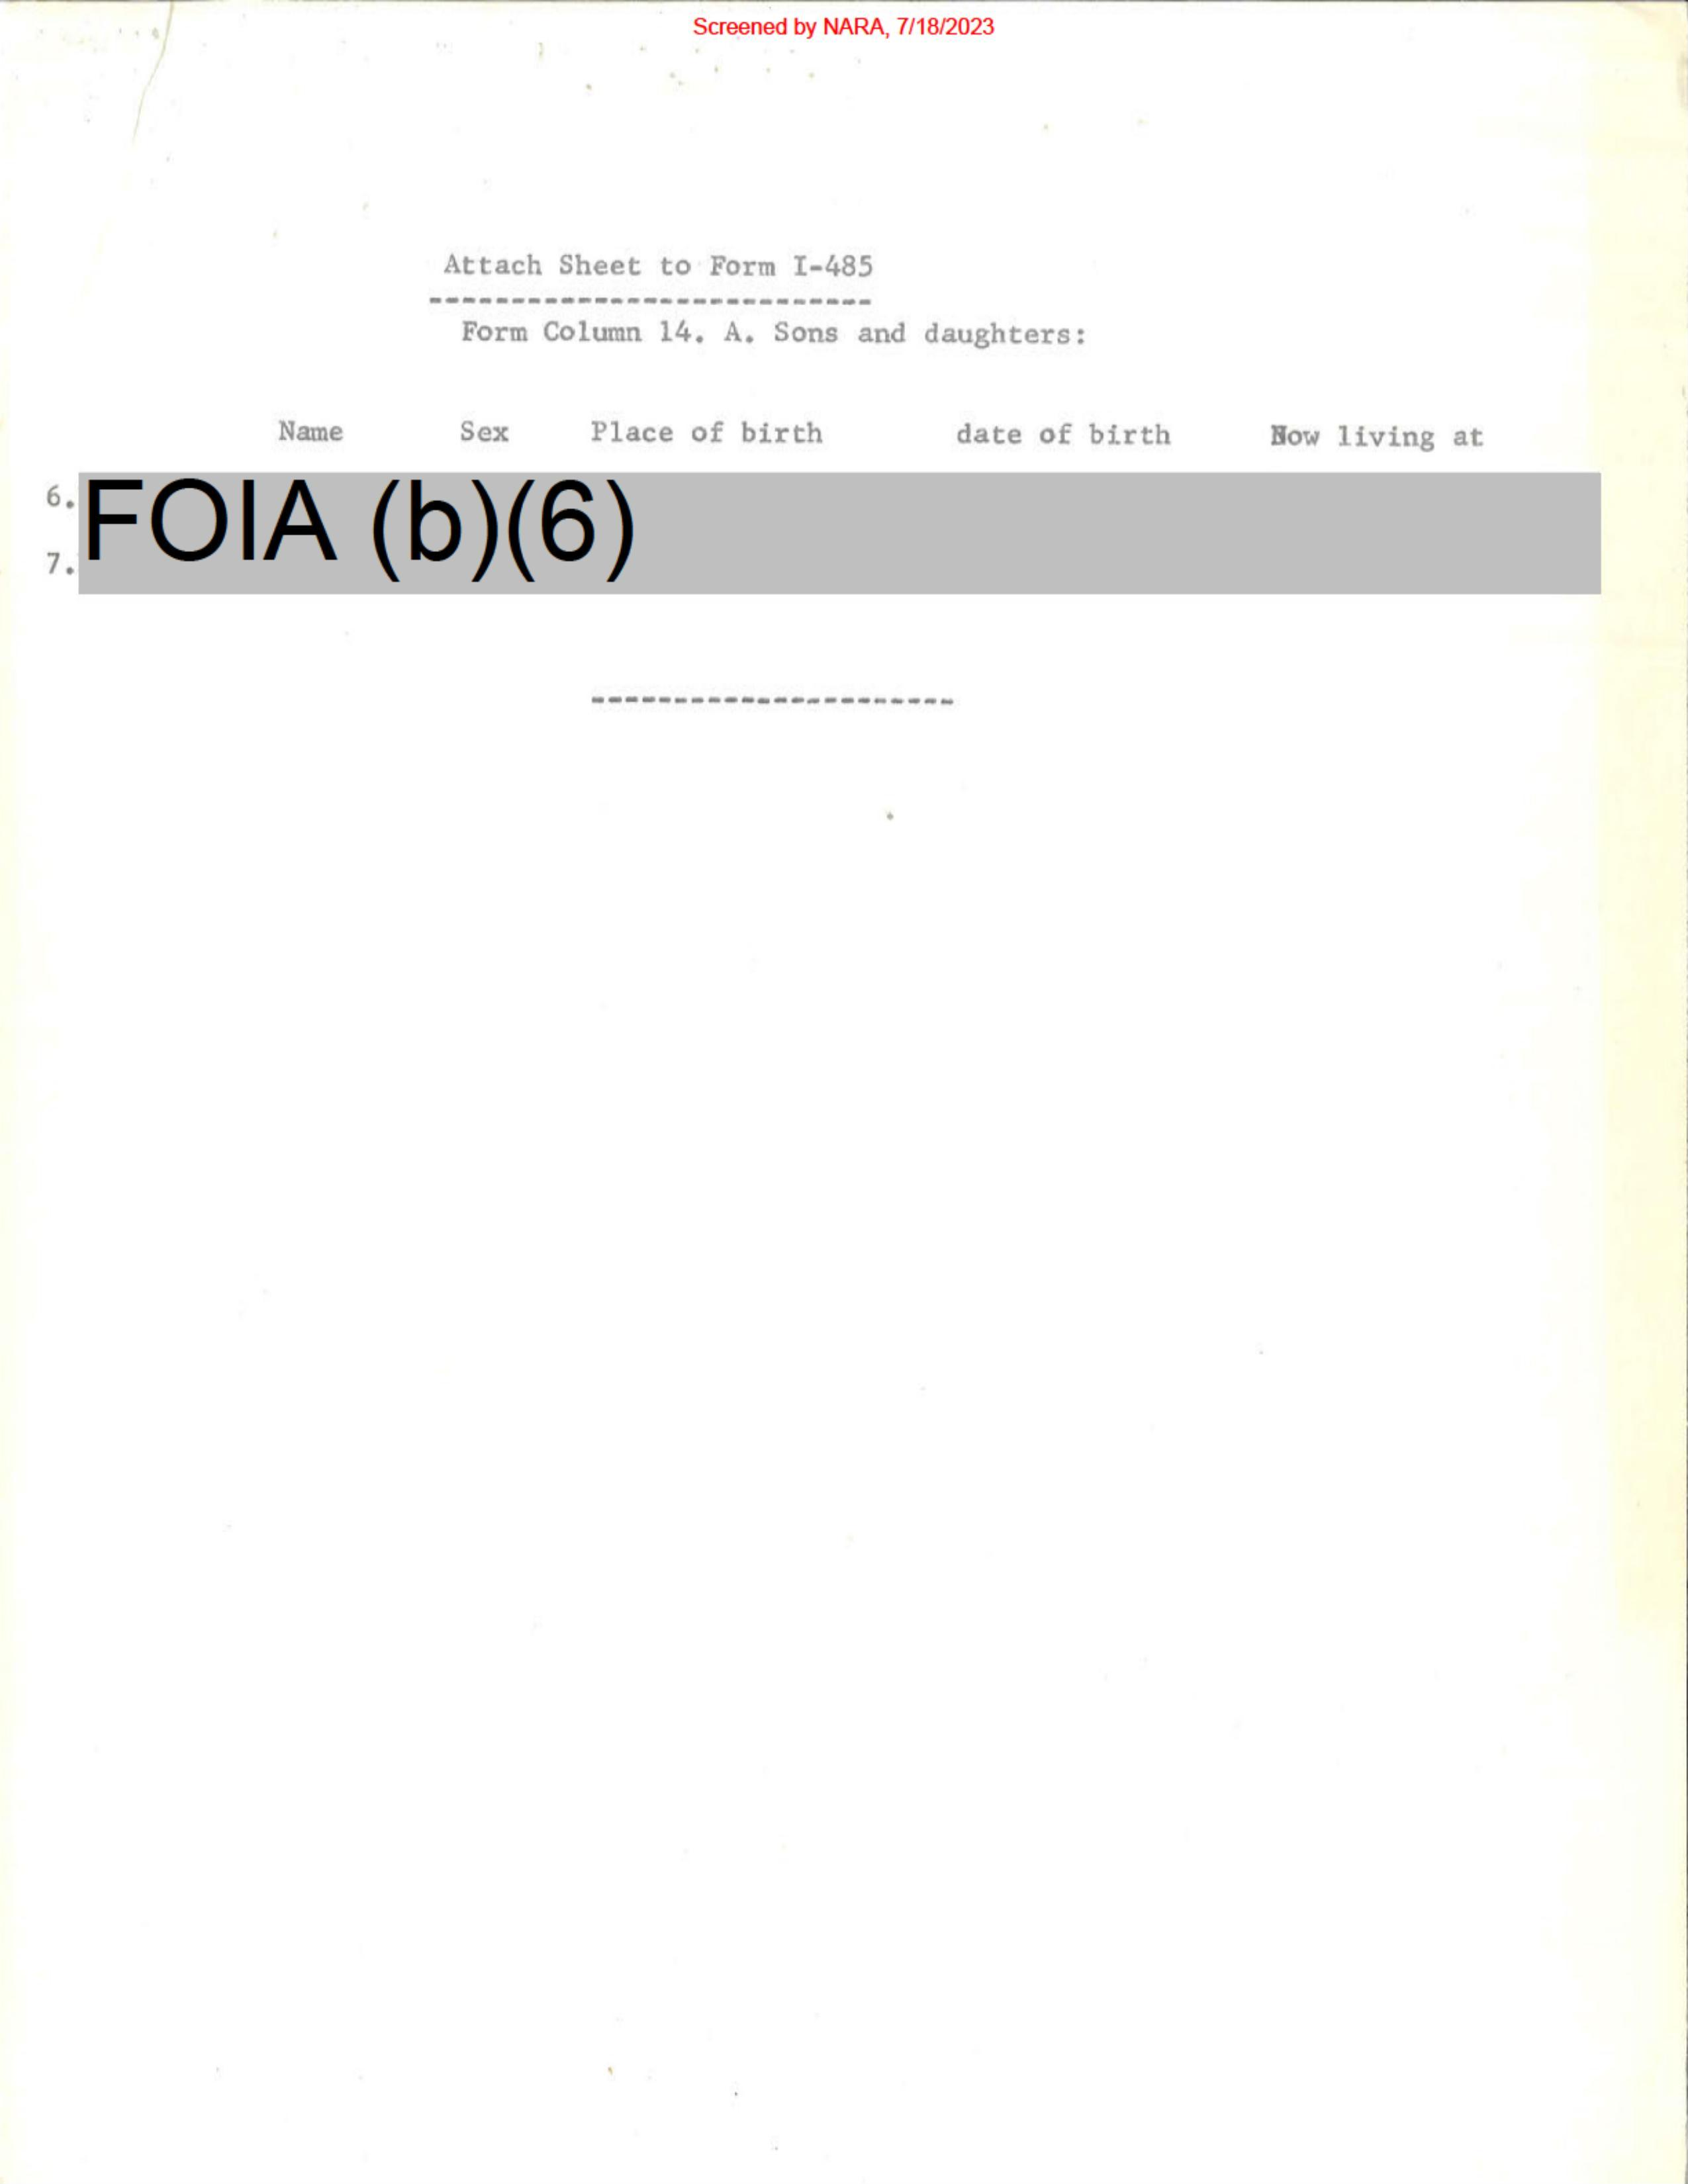 Screened by NARA, 7/18/2023
Attach Sheet to Form I-485
---------------------------
Form Column 14. A. Sons and daughters:
Name Sex Place of birth date of birth Now living at
6. FOIA (b)(6)
7.
----------------------